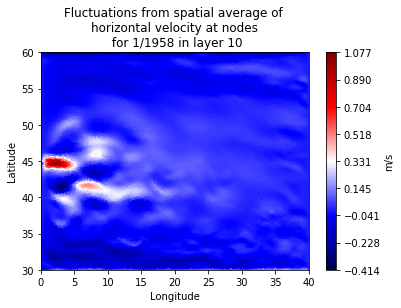 Fluctuations from spatial average of
horizontal velocity at nodes
for 1/1958 in layer 10
60
55
50
45
40
35
30
Latitude
0 5 10 15 20 25 30 35 40
Longitude
1.077
0.890
0.704
0.518
0.331
0.145
−0.041
−0.228
−0.414
m/s